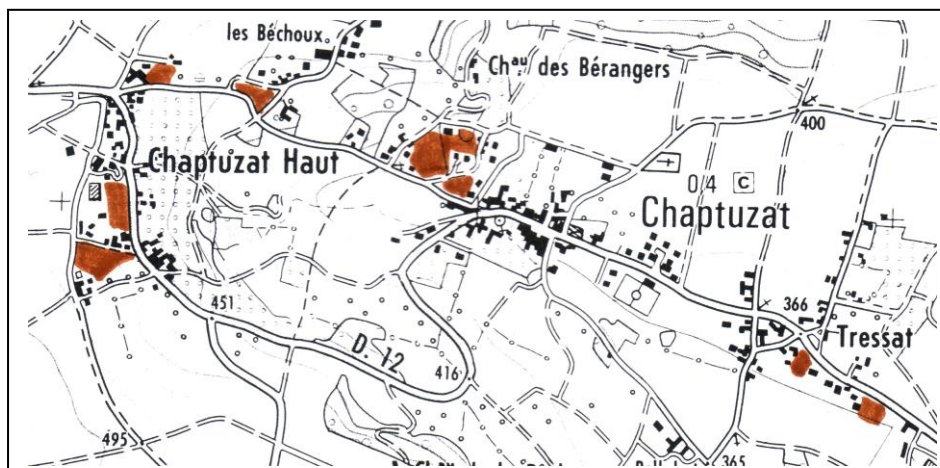 les Béchoux
Chᵃᵘ des Bérangers
400
Chaptuzat Haut
0,4 C
Chaptuzat
451
366
Tressat
D. 12
416
495
365